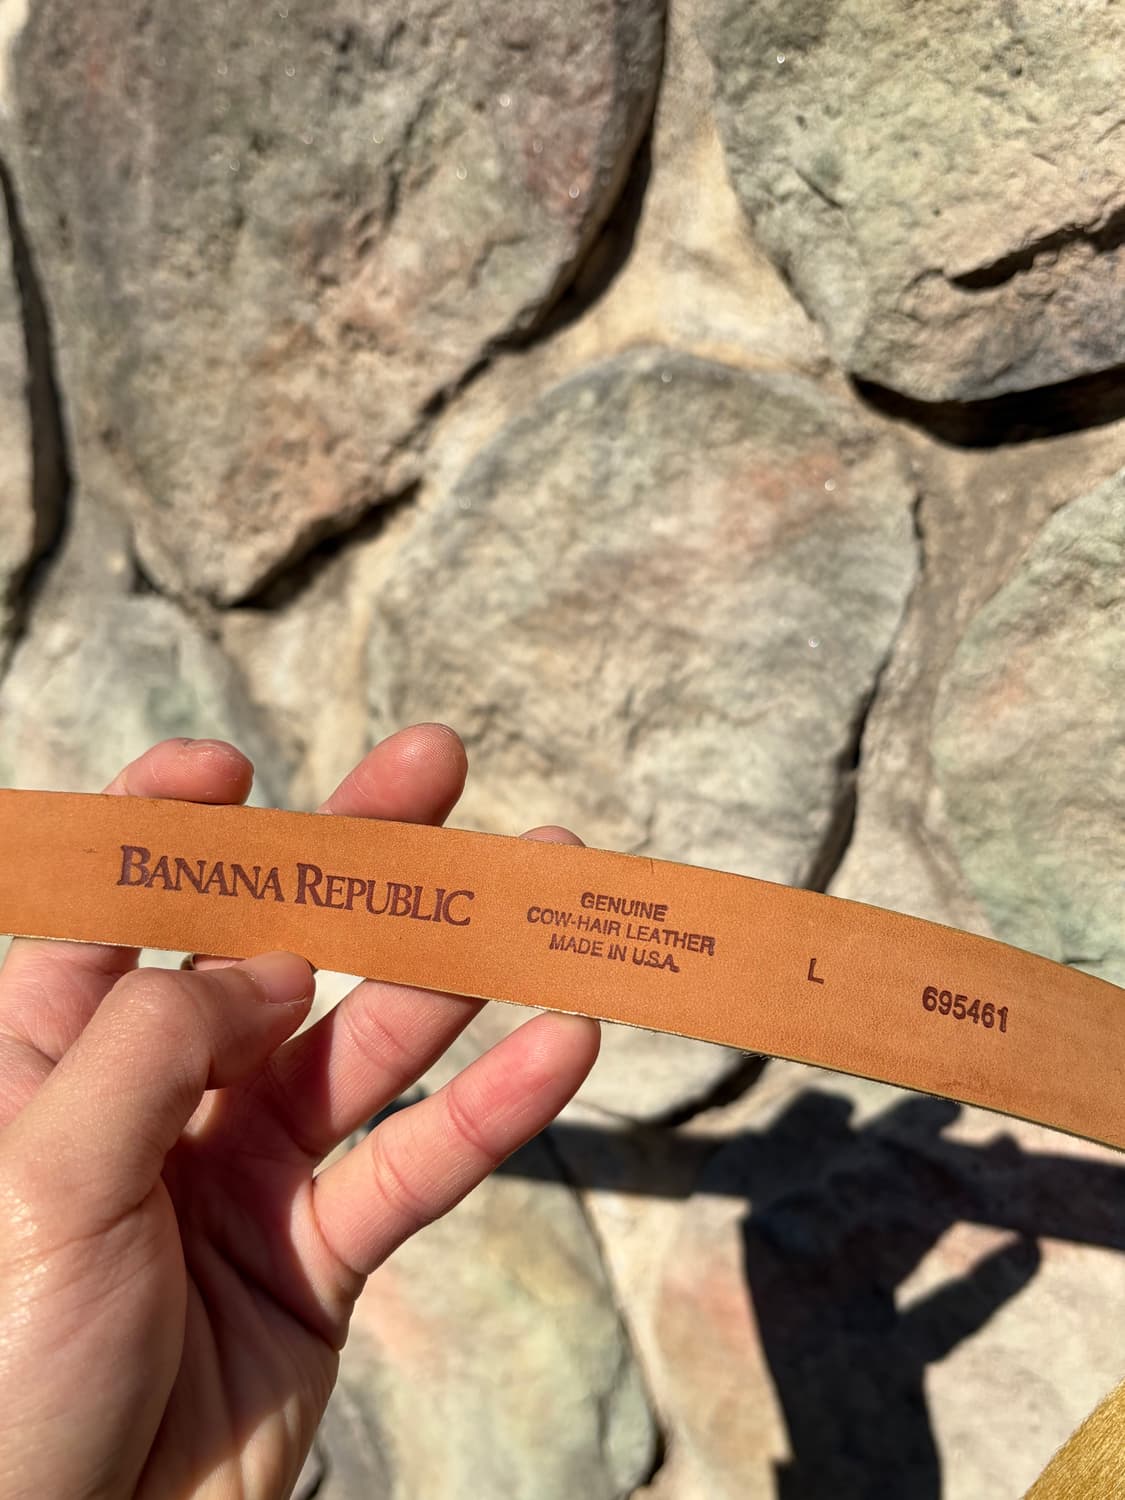 BANANA REPUBLIC
GENUINE
COW-HAIR LEATHER
MADE IN U.S.A.
L
695461